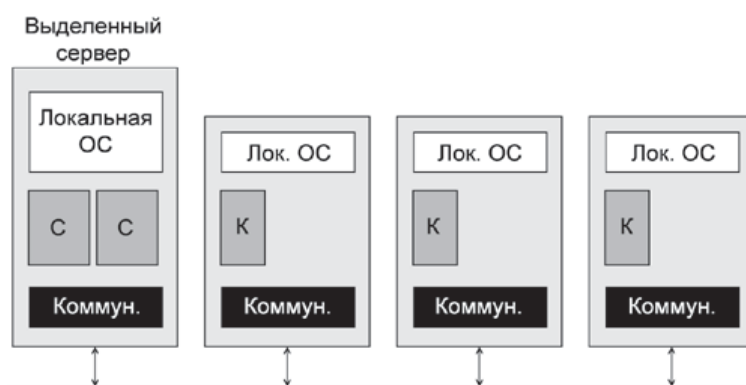 Выделенный
сервер
Локальная
ОС
С С
Коммун.
Лок. ОС
К
Коммун.
Лок. ОС
К
Коммун.
Лок. ОС
К
Коммун.